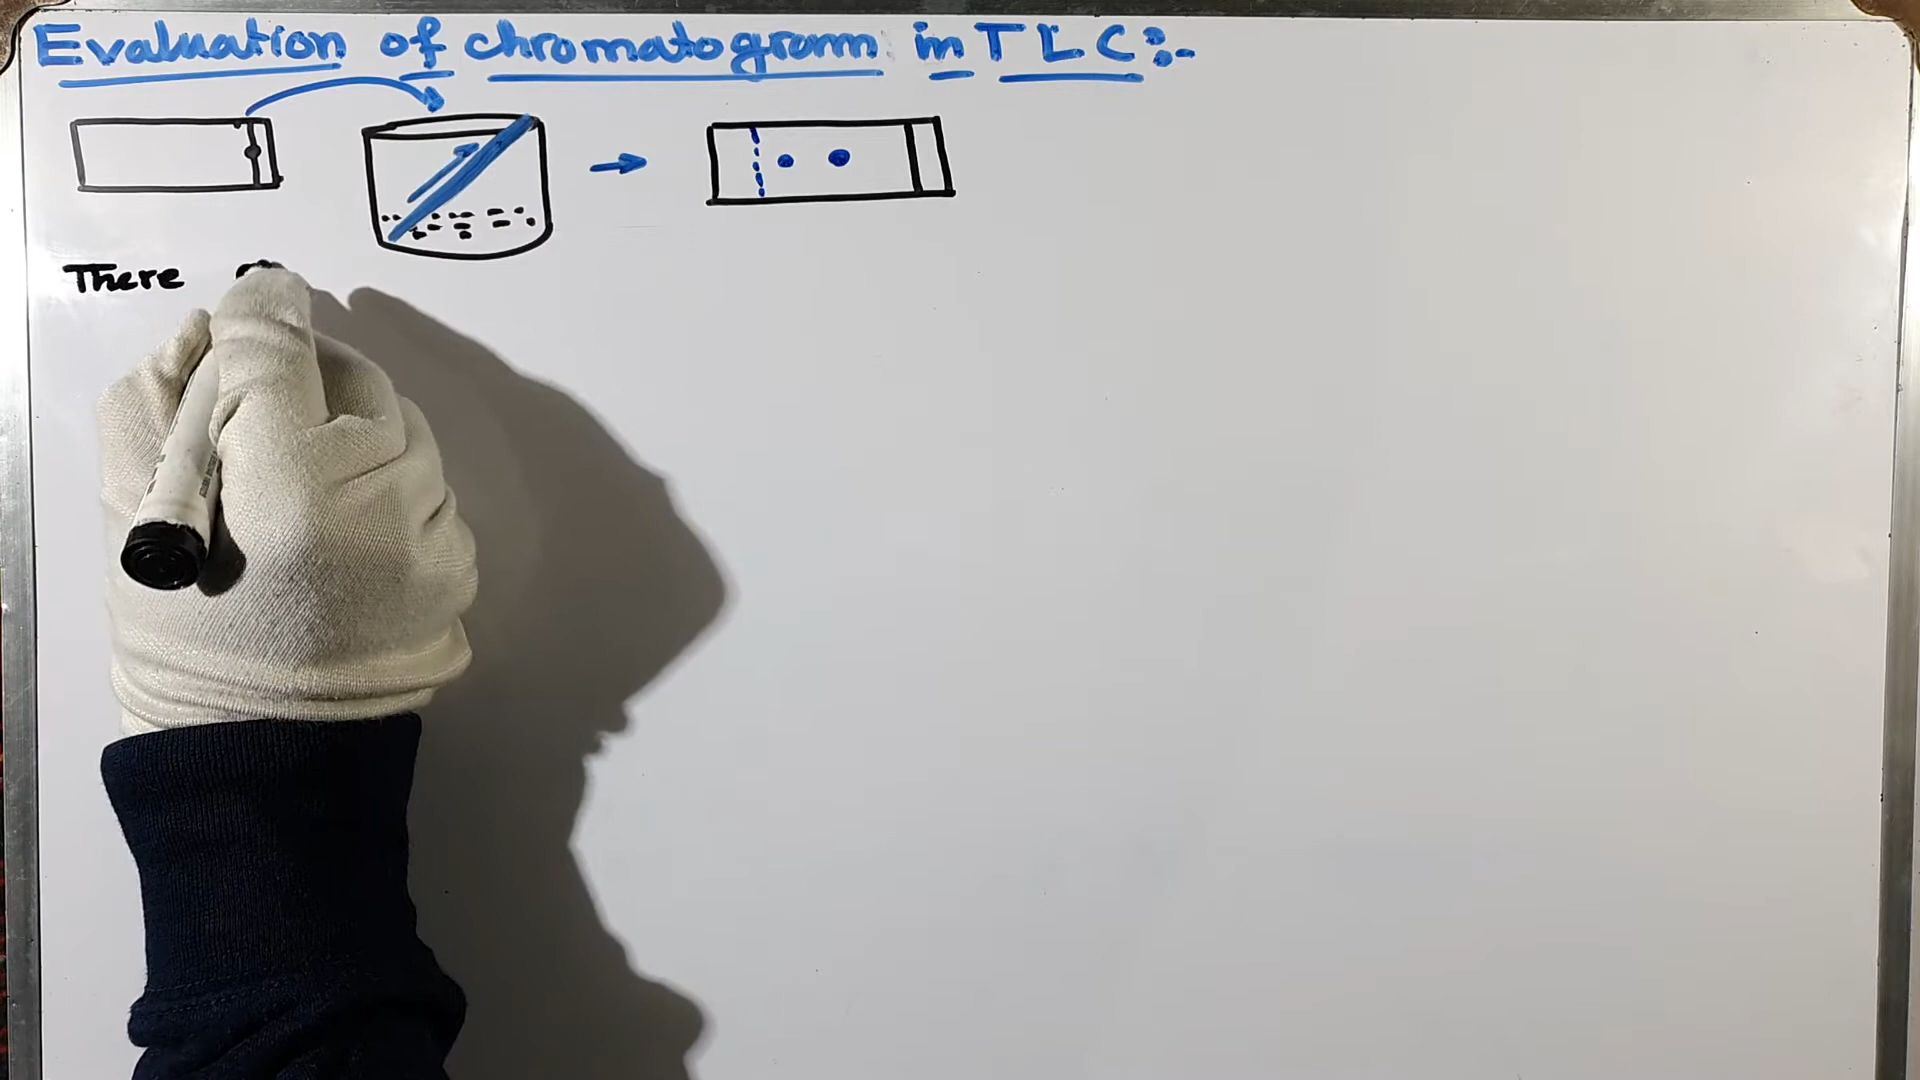 Evaluation of chromatogram in TLC:-
There